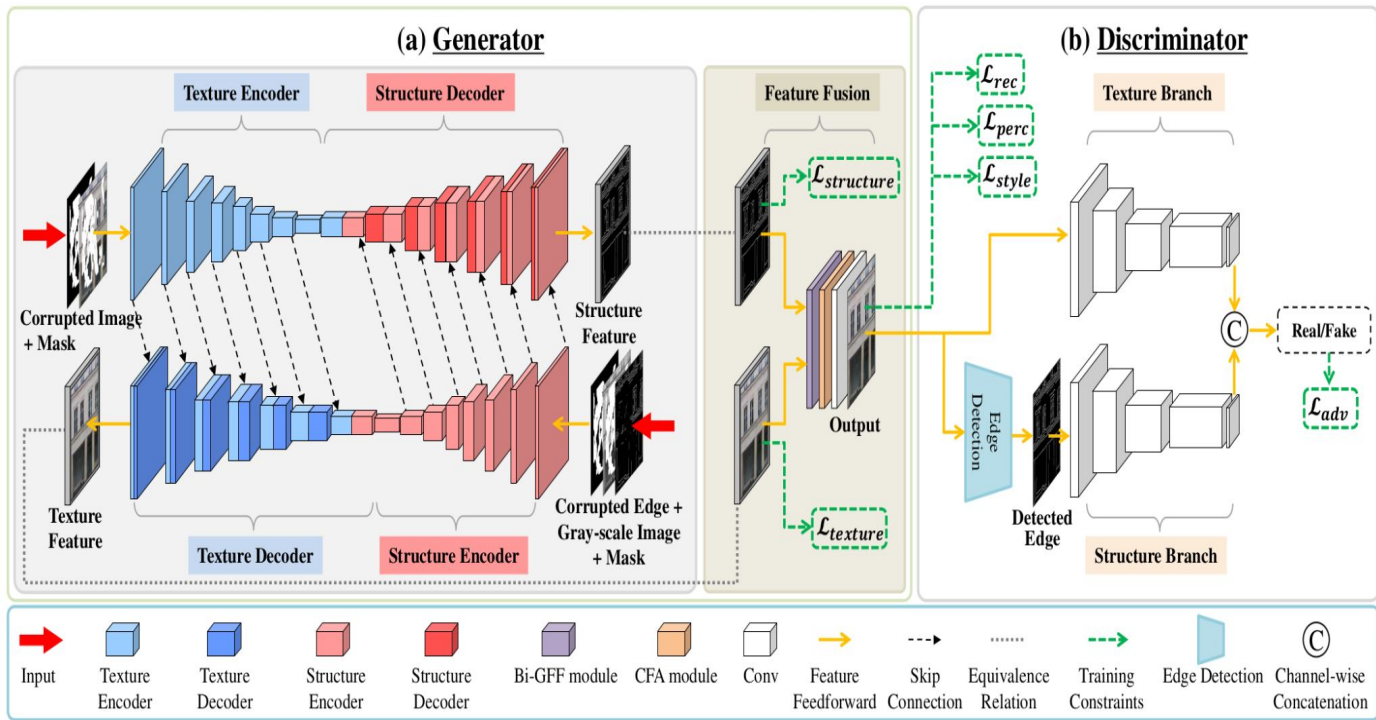 (a) Generator
Texture Encoder
Structure Decoder
Corrupted Image
+ Mask
Structure
Feature
Texture
Feature
Texture Decoder
Structure Encoder
Corrupted Edge +
Gray-scale Image
+ Mask
Feature Fusion
ℒstructure
Output
ℒtexture
(b) Discriminator
ℒrec
ℒperc
ℒstyle
Texture Branch
C
Real/Fake
ℒadv
Edge
Detection
Detected
Edge
Structure Branch
Input
Texture
Encoder
Texture
Decoder
Structure
Encoder
Structure
Decoder
Bi-GFF module
CFA module
Conv
Feature
Feedforward
Skip
Connection
Equivalence
Relation
Training
Constraints
Edge Detection
C
Channel-wise
Concatenation